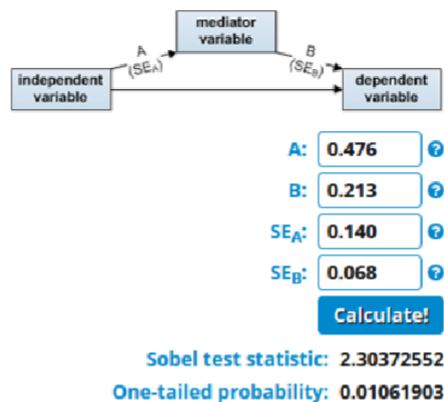 mediator
variable
A
(SEA)
B
(SEB)
independent
variable
dependent
variable
A: 0.476 ?
B: 0.213 ?
SEA: 0.140 ?
SEB: 0.068 ?
Calculate!
Sobel test statistic: 2.30372552
One-tailed probability: 0.01061903